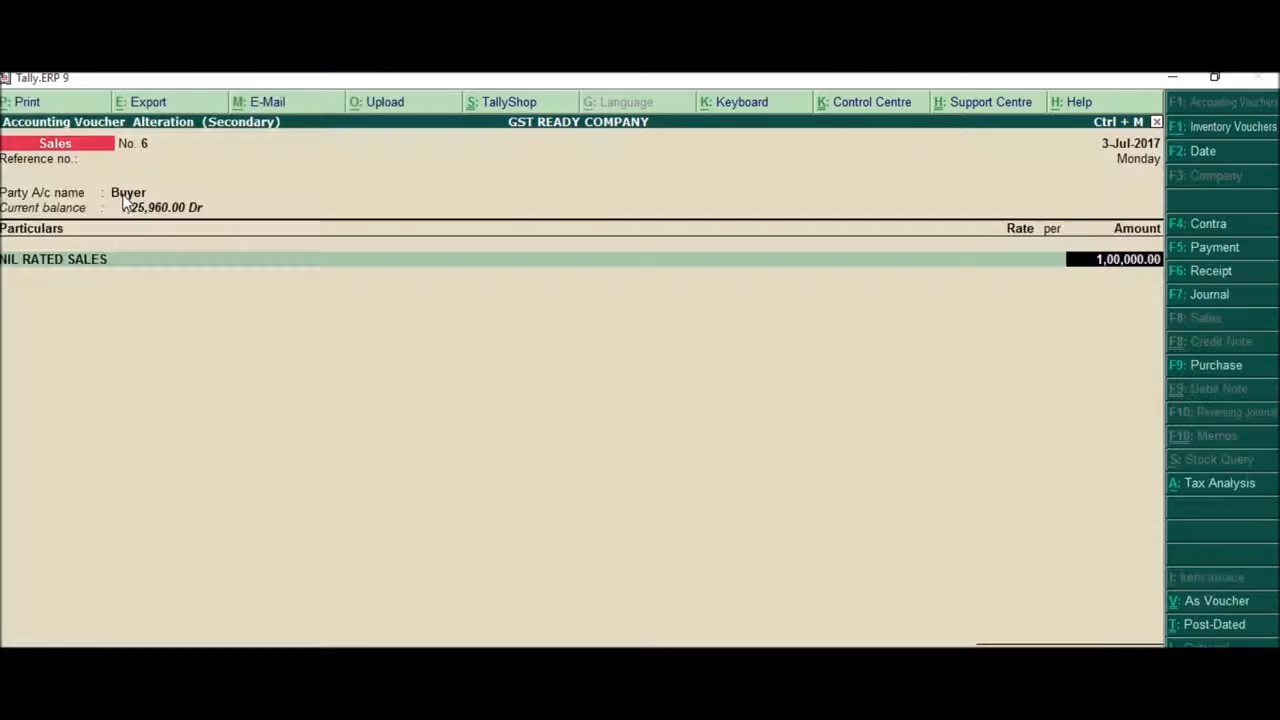 Tally.ERP 9
P: Print E: Export M: E-Mail O: Upload S: TallyShop G: Language K: Keyboard K: Control Centre H: Support Centre H: Help
Accounting Voucher Alteration (Secondary) GST READY COMPANY Ctrl + M
Sales No. 6 3-Jul-2017
Reference no.: Monday
Party A/c name : Buyer
Current balance : 25,960.00 Dr
Particulars Rate per Amount
NIL RATED SALES 1,00,000.00
F1: Accounting Vouchers
F1: Inventory Vouchers
F2: Date
F3: Company
F4: Contra
F5: Payment
F6: Receipt
F7: Journal
F8: Sales
F8: Credit Note
F9: Purchase
F9: Debit Note
F10: Reversing Journal
F10: Memos
S: Stock Query
A: Tax Analysis
I: Item Invoice
V: As Voucher
T: Post-Dated